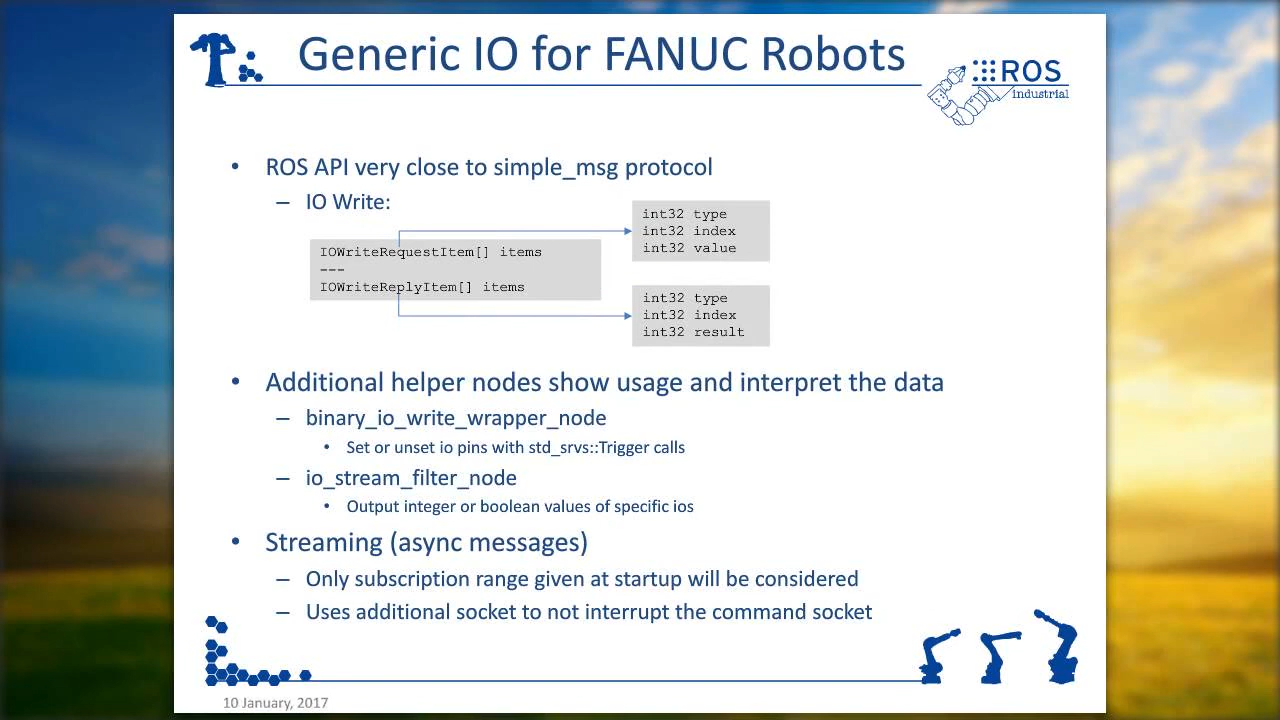 Generic IO for FANUC Robots
ROS
industrial
• ROS API very close to simple_msg protocol
– IO Write:
IOWriteRequestItem[] items
---
IOWriteReplyItem[] items
int32 type
int32 index
int32 value
int32 type
int32 index
int32 result
• Additional helper nodes show usage and interpret the data
– binary_io_write_wrapper_node
• Set or unset io pins with std_srvs::Trigger calls
– io_stream_filter_node
• Output integer or boolean values of specific ios
• Streaming (async messages)
– Only subscription range given at startup will be considered
– Uses additional socket to not interrupt the command socket
10 January, 2017